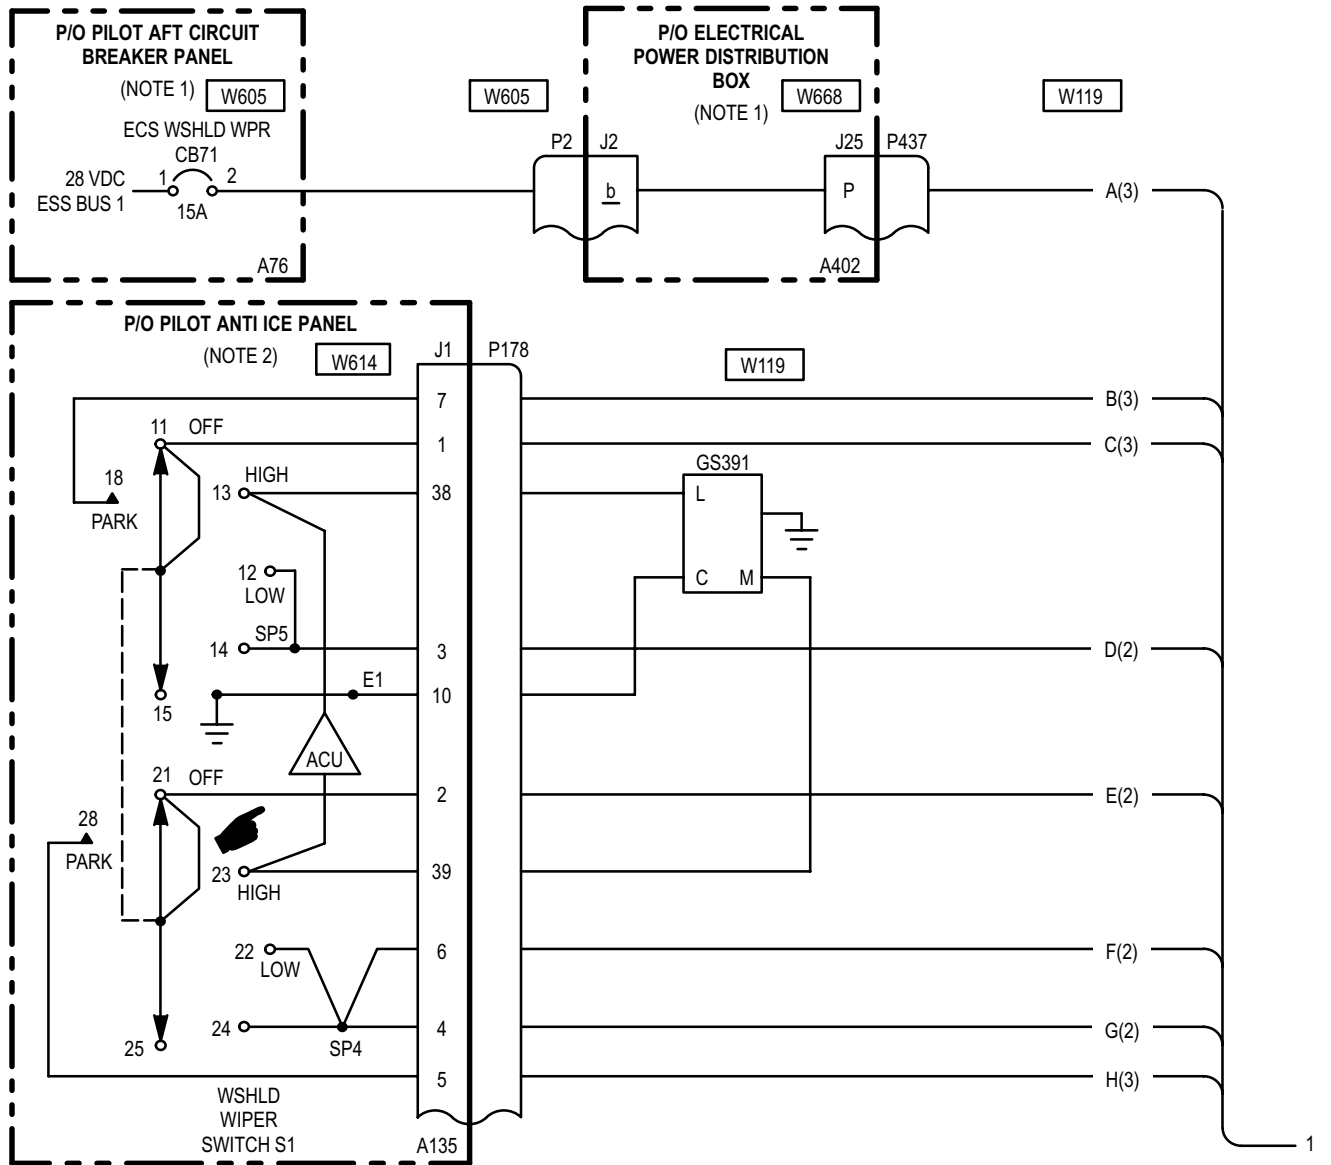 P/O PILOT AFT CIRCUIT
BREAKER PANEL
(NOTE 1)
W605
ECS WSHLD WPR
CB71
28 VDC
ESS BUS 1
1
2
15A
A76
W605
P/O ELECTRICAL
POWER DISTRIBUTION
BOX
(NOTE 1)
W668
W119
P2
J2
J25
P437
b
P
A(3)
A402
P/O PILOT ANTI ICE PANEL
(NOTE 2)
W614
J1
P178
W119
7
B(3)
11
OFF
1
C(3)
18
PARK
13
HIGH
38
GS391
L
C
M
12
LOW
14
SP5
3
D(2)
E1
10
15
ACU
21
OFF
2
E(2)
28
PARK
23
HIGH
39
22
LOW
6
F(2)
24
SP4
4
G(2)
25
5
H(3)
WSHLD
WIPER
SWITCH S1
A135
1